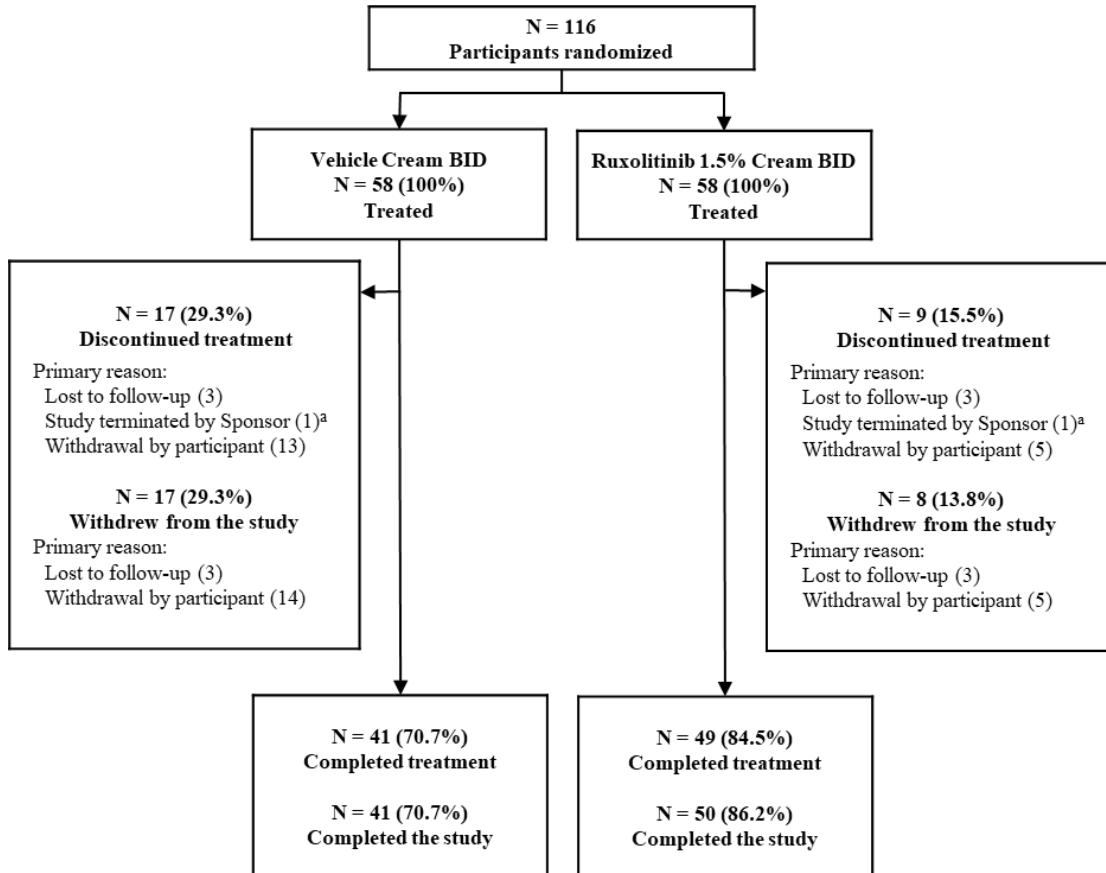 N = 116
Participants randomized
Vehicle Cream BID
N = 58 (100%)
Treated
Ruxolitinib 1.5% Cream BID
N = 58 (100%)
Treated
N = 17 (29.3%)
Discontinued treatment
Primary reason:
Lost to follow-up (3)
Study terminated by Sponsor (1)ᵃ
Withdrawal by participant (13)
N = 17 (29.3%)
Withdrew from the study
Primary reason:
Lost to follow-up (3)
Withdrawal by participant (14)
N = 9 (15.5%)
Discontinued treatment
Primary reason:
Lost to follow-up (3)
Study terminated by Sponsor (1)ᵃ
Withdrawal by participant (5)
N = 8 (13.8%)
Withdrew from the study
Primary reason:
Lost to follow-up (3)
Withdrawal by participant (5)
N = 41 (70.7%)
Completed treatment
N = 41 (70.7%)
Completed the study
N = 49 (84.5%)
Completed treatment
N = 50 (86.2%)
Completed the study